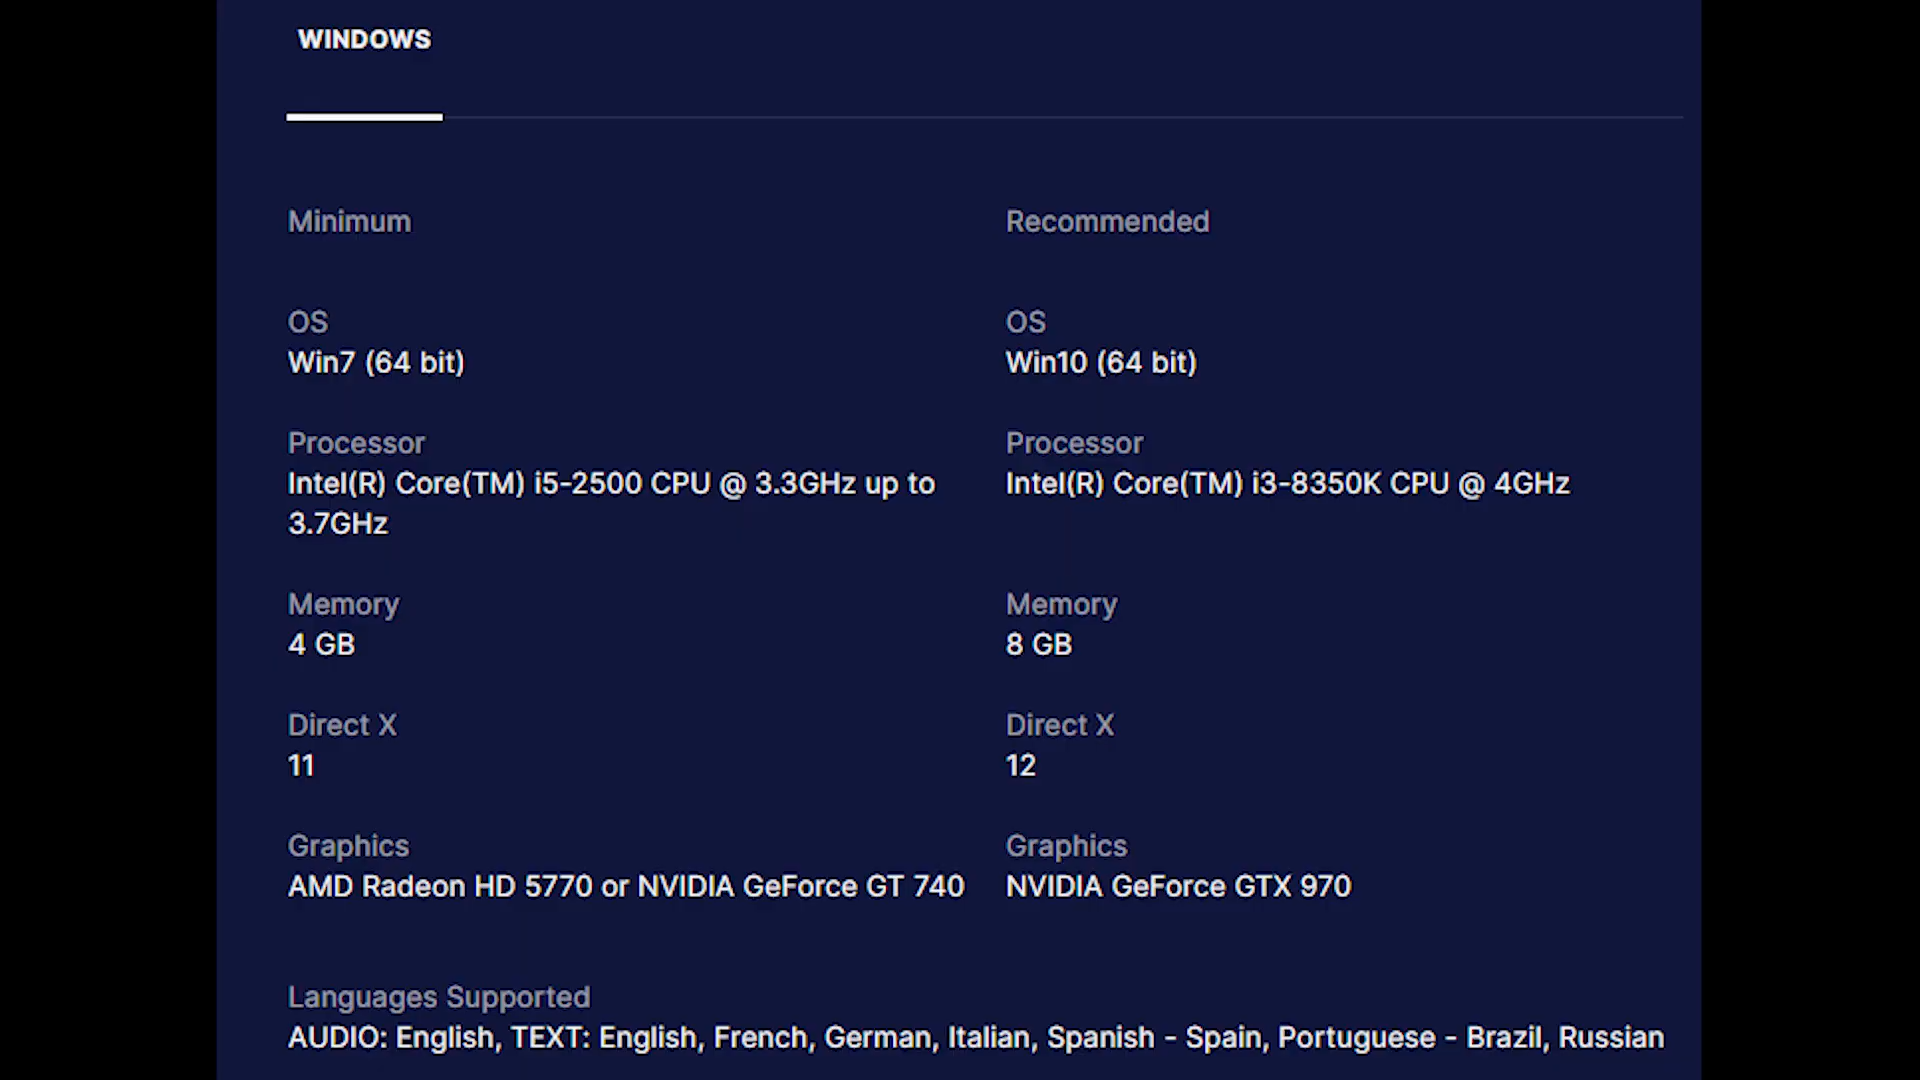 WINDOWS
Minimum
Recommended
OS
Win7 (64 bit)
OS
Win10 (64 bit)
Processor
Intel(R) Core(TM) i5-2500 CPU @ 3.3GHz up to
3.7GHz
Processor
Intel(R) Core(TM) i3-8350K CPU @ 4GHz
Memory
4 GB
Memory
8 GB
Direct X
11
Direct X
12
Graphics
AMD Radeon HD 5770 or NVIDIA GeForce GT 740
Graphics
NVIDIA GeForce GTX 970
Languages Supported
AUDIO: English, TEXT: English, French, German, Italian, Spanish - Spain, Portuguese - Brazil, Russian